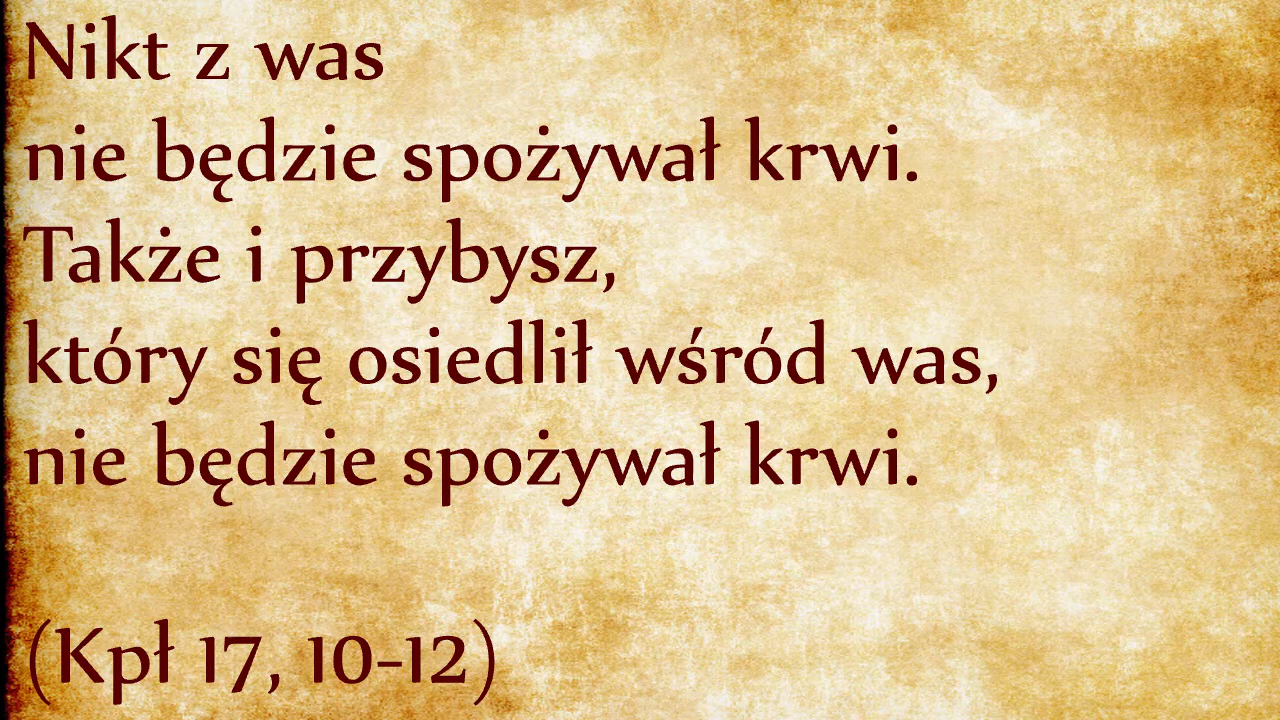 Nikt z was
nie będzie spożywał krwi.
Także i przybysz,
który się osiedlił wśród was,
nie będzie spożywał krwi.
(Kpł 17, 10-12)